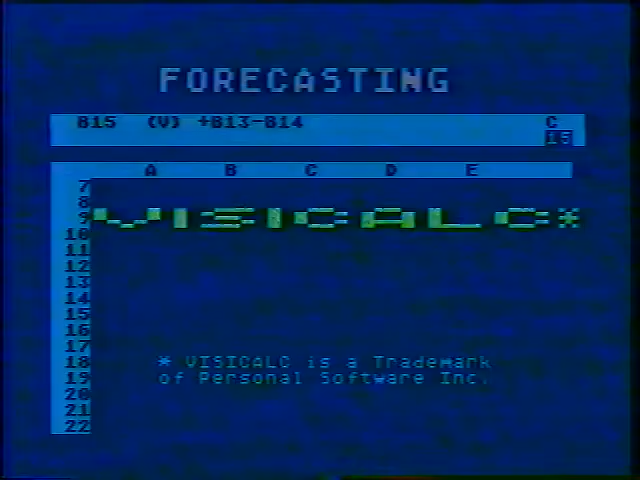 FORECASTING
B15 (V) +B13-B14 C
15
A B C D E
7
8
VISICALC*
9
10
11
12
13
14
15
16
17
18 * VISICALC is a Trademark
19 of Personal Software Inc.
20
21
22